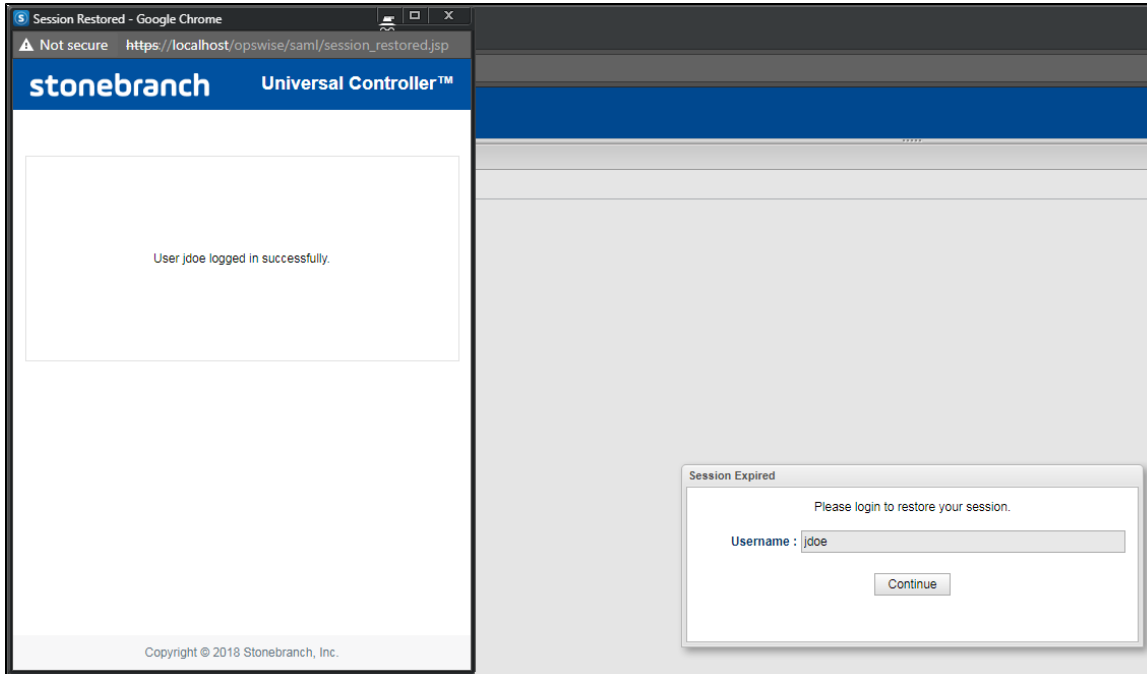 Session Restored - Google Chrome
Not secure https://localhost/opswise/saml/session_restored.jsp
stonebranch Universal Controller™
User jdoe logged in successfully.
Copyright © 2018 Stonebranch, Inc.
Session Expired
Please login to restore your session.
Username : jdoe
Continue